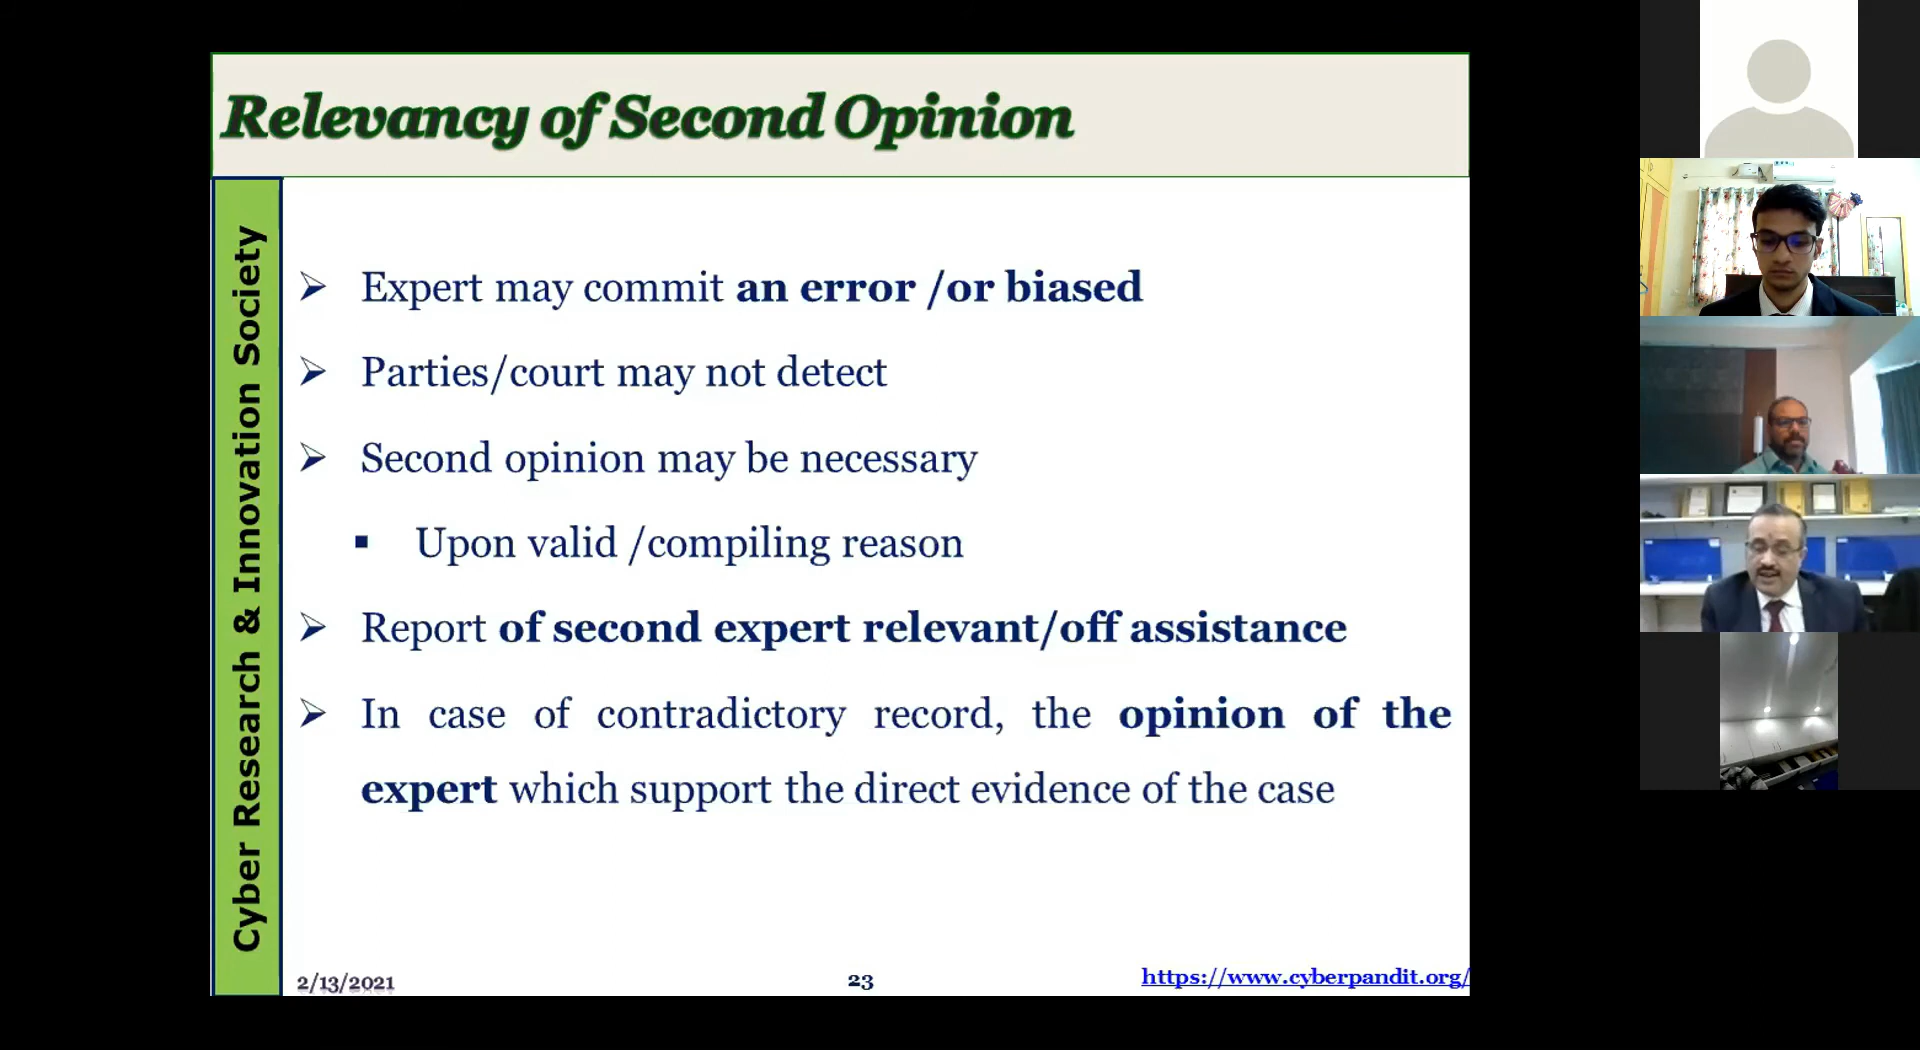 Relevancy of Second Opinion
Cyber Research & Innovation Society
Expert may commit an error /or biased
Parties/court may not detect
Second opinion may be necessary
Upon valid /compiling reason
Report of second expert relevant/off assistance
In case of contradictory record, the opinion of the
expert which support the direct evidence of the case
2/13/2021
23
https://www.cyberpandit.org/